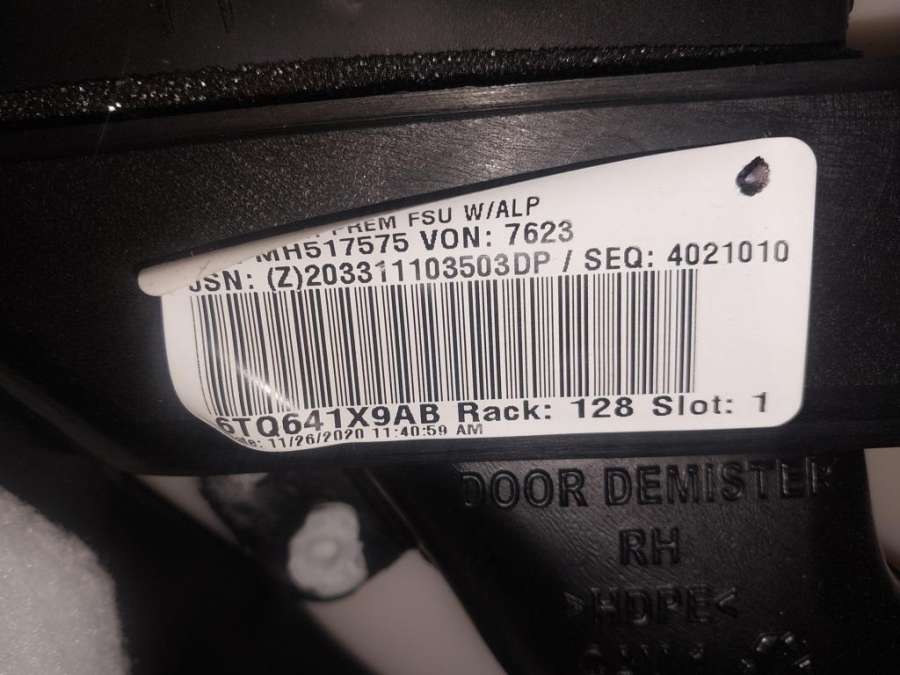 PREM FSU W/ALP
MH517575 VON: 7623
JSN: (Z)203311103503DP / SEQ: 4021010
6TQ641X9AB Rack: 128 Slot: 1
Date: 11/26/2020 11:40:59 AM
DOOR DEMISTER
RH
>HDPE<